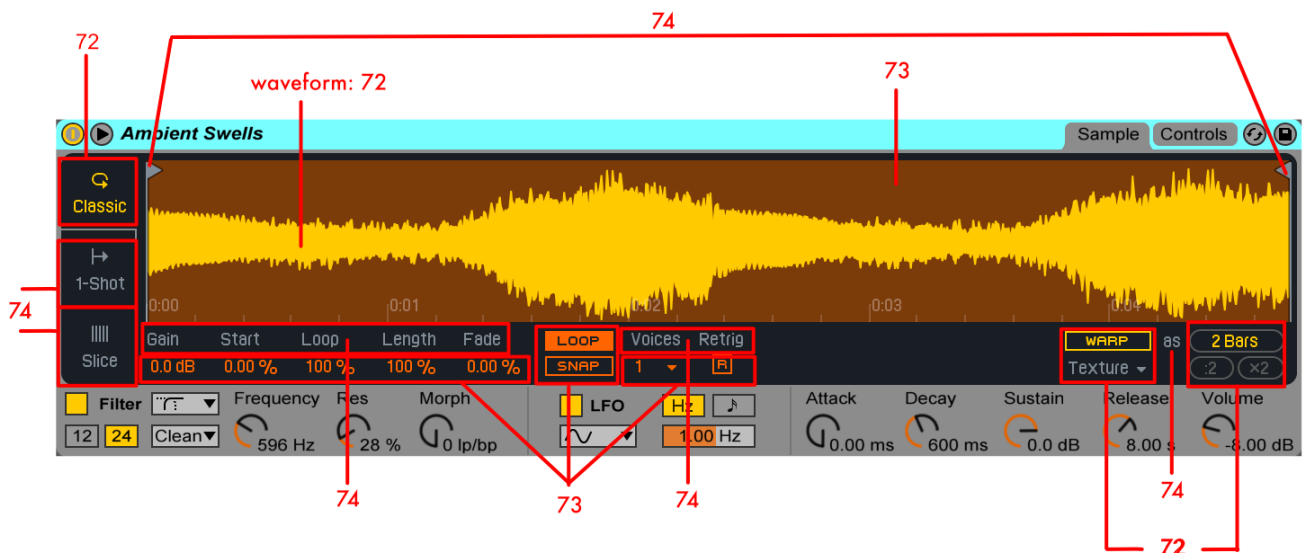 74
72
73
waveform: 72
Ambient Swells
Sample Controls
Classic
1-Shot
74
0:00 0:01 0:02 0:03 0:04
Gain Start Loop Length Fade LOOP Voices Retrig WARP as 2 Bars
Slice
0.0 dB 0.00 % 100 % 100 % 0.00 % SNAP 1 R Texture :2 ×2
Filter Frequency Res Morph LFO Hz Attack Decay Sustain Release Volume
12 24 Clean 596 Hz 28 % 0 lp/bp 1.00 Hz 0.00 ms 600 ms 0.0 dB 8.00 s -8.00 dB
74 73 74 74
72